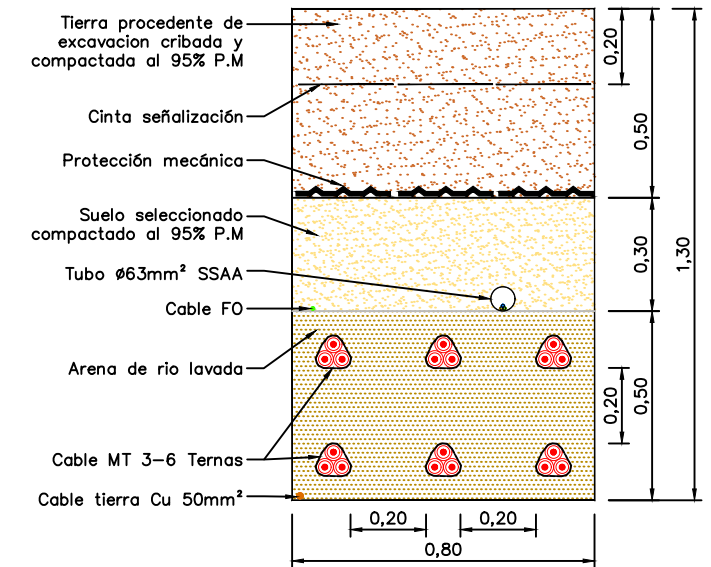 Tierra procedente de
excavacion cribada y
compactada al 95% P.M
Cinta señalización
Protección mecánica
Suelo seleccionado
compactado al 95% P.M
Tubo ø63mm² SSAA
Cable FO
Arena de rio lavada
Cable MT 3-6 Ternas
Cable tierra Cu 50mm²
0,20
0,50
0,30
1,30
0,20
0,50
0,20
0,20
0,80